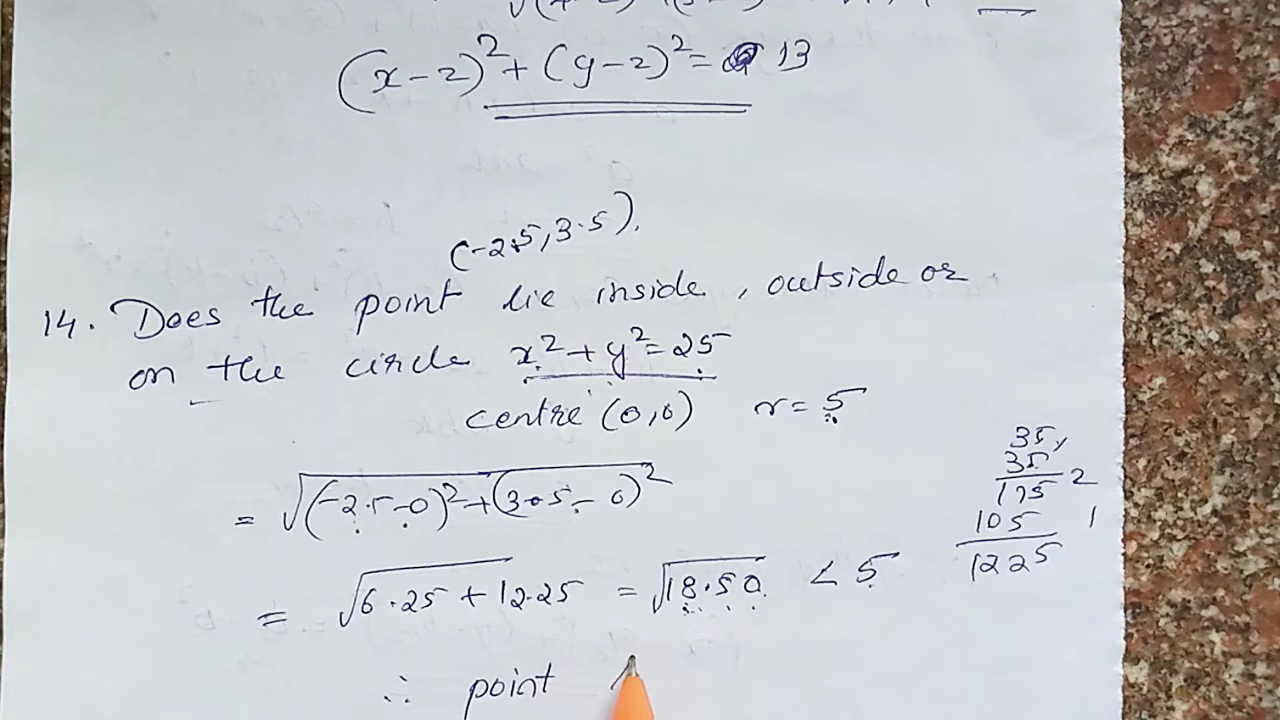 (x-2)²+(y-2)²= 13
(-2.5,3.5).
14. Does the point lie inside, outside or
on the circle x²+y²=25
centre (0,0) r=5
= √(-2.5-0)²+(3.5-0)²
35
35
175 2
105 1
1225
= √6.25+12.25 = √18.50 < 5
∴ point